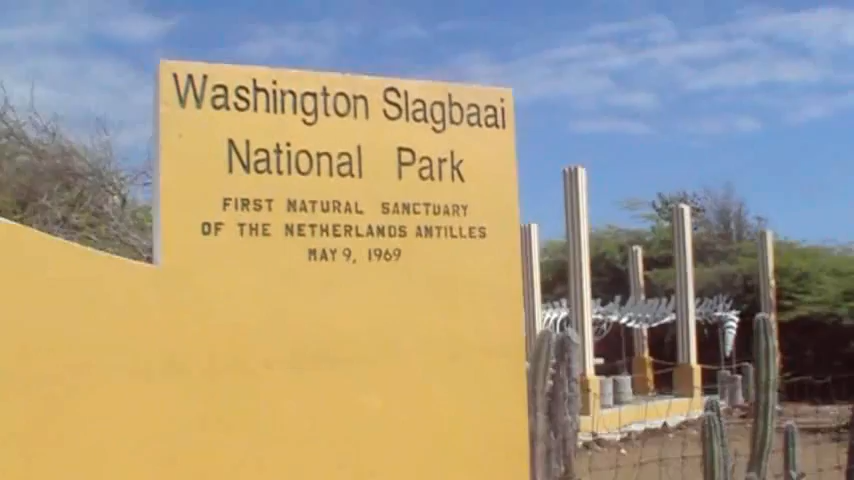 Washington Slagbaai
National Park
FIRST NATURAL SANCTUARY
OF THE NETHERLANDS ANTILLES
MAY 9, 1969